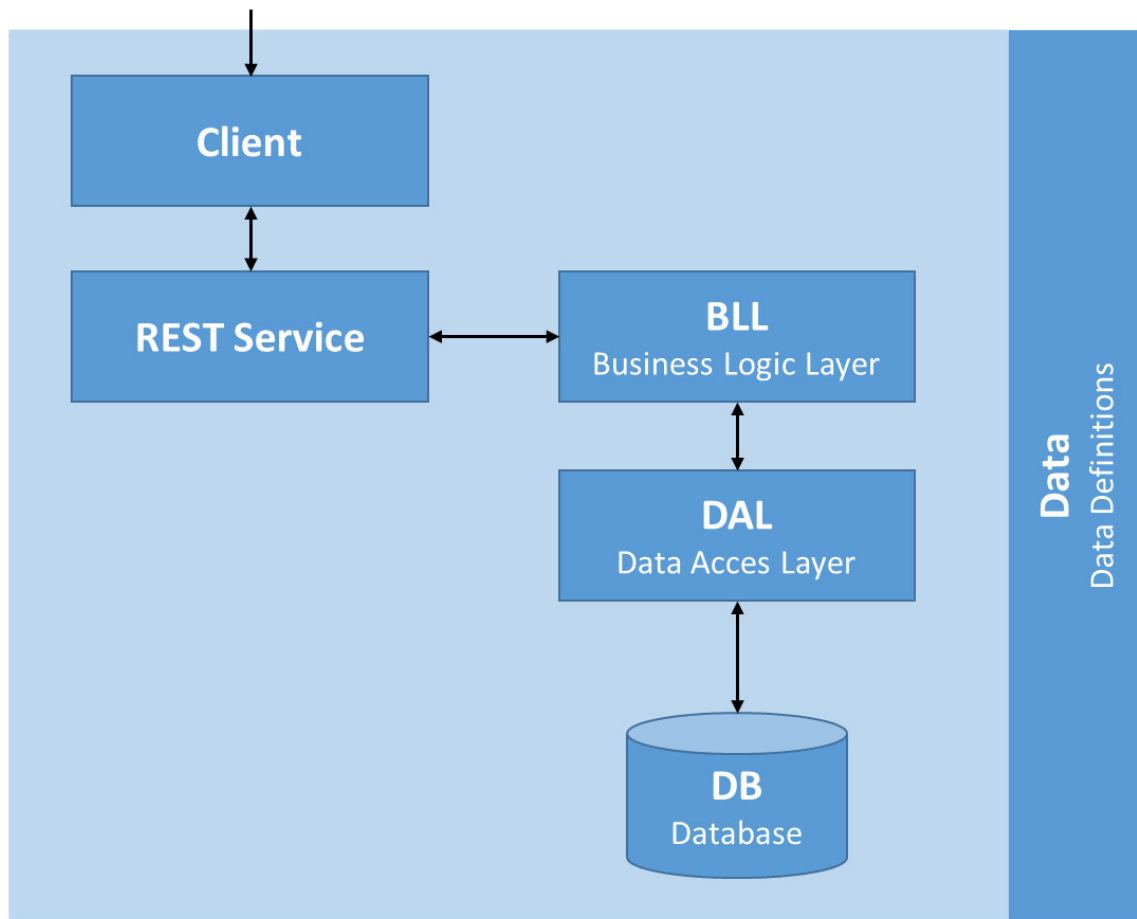 Client
REST Service
BLL
Business Logic Layer
DAL
Data Acces Layer
DB
Database
Data
Data Definitions